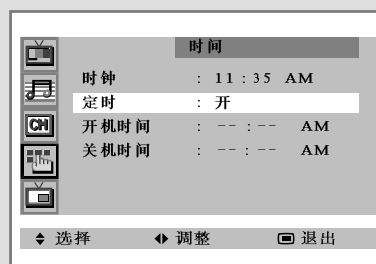 时间
时钟 : 11:35 AM
定时 : 开
CH 开机时间 : --:-- AM
关机时间 : --:-- AM
选择 调整 退出